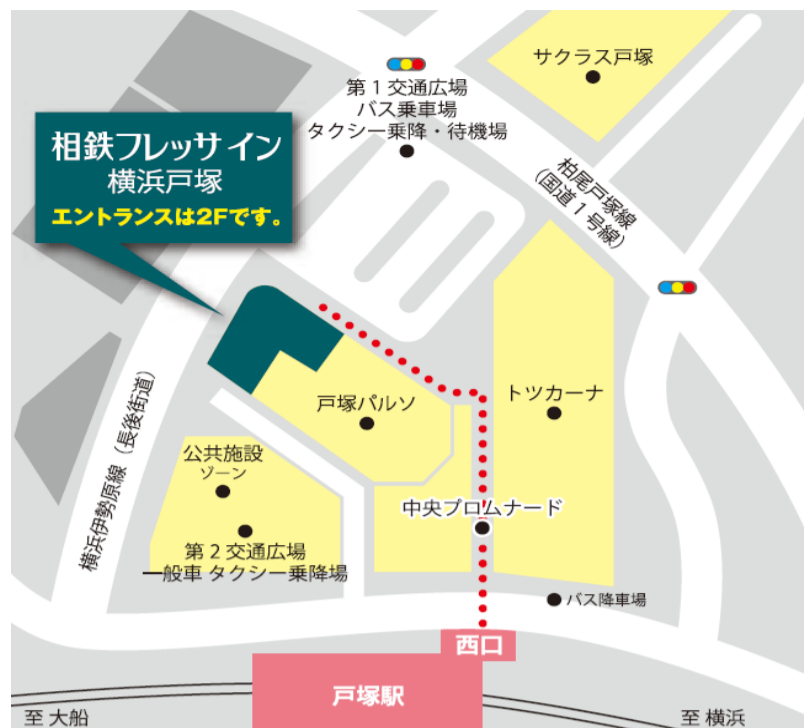 サクラス戸塚
第1交通広場
バス乗車場
タクシー乗降・待機場
相鉄フレッサイン
横浜戸塚
エントランスは2Fです。
柏尾戸塚線
(国道1号線)
戸塚パルソ
トツカーナ
横浜伊勢原線(長後街道)
公共施設
ゾーン
中央プロムナード
第2交通広場
一般車 タクシー乗降場
バス降車場
西口
戸塚駅
至 大船
至 横浜